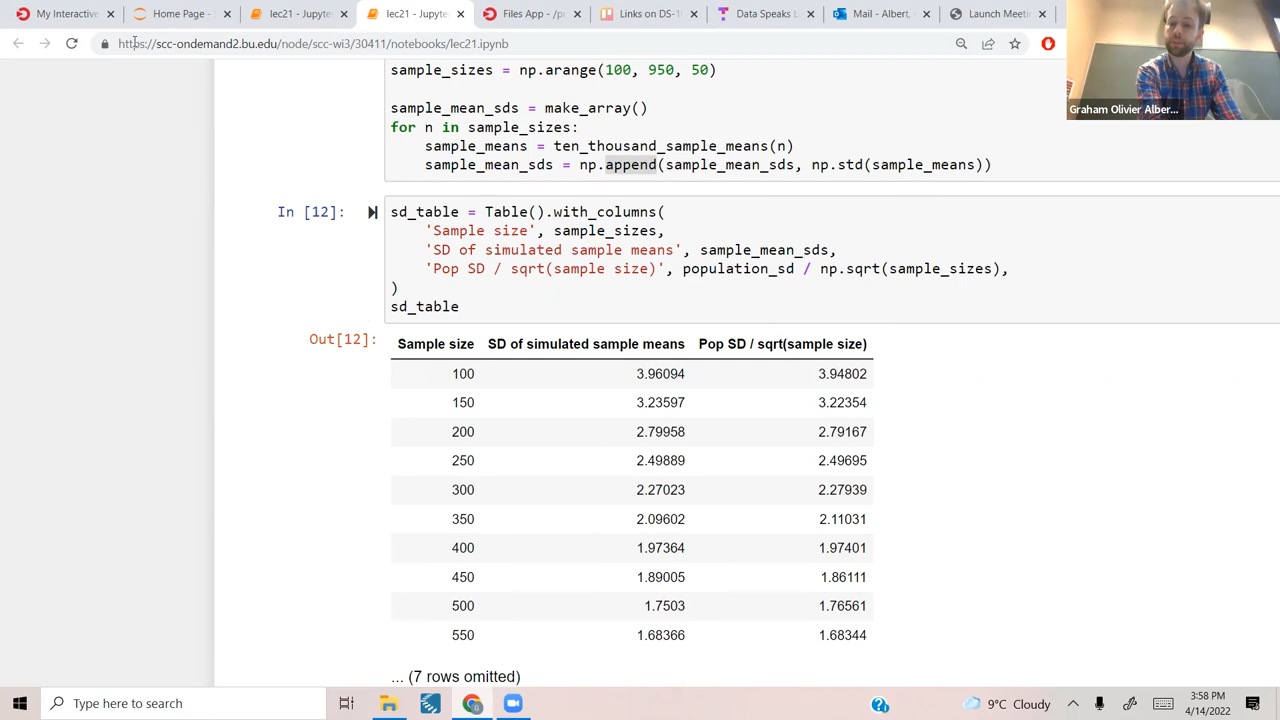 My Interactive
Home Page -
lec21 - Jupyte
lec21 - Jupyte
Files App - /pr
Links on DS-1
Data Speaks L
Mail - Albert,
Launch Meeti
https://scc-ondemand2.bu.edu/node/scc-wi3/30411/notebooks/lec21.ipynb
Graham Olivier Alber...
sample_sizes = np.arange(100, 950, 50)
sample_mean_sds = make_array()
for n in sample_sizes:
sample_means = ten_thousand_sample_means(n)
sample_mean_sds = np.append(sample_mean_sds, np.std(sample_means))
In [12]:
sd_table = Table().with_columns(
'Sample size', sample_sizes,
'SD of simulated sample means', sample_mean_sds,
'Pop SD / sqrt(sample size)', population_sd / np.sqrt(sample_sizes),
)
sd_table
Out[12]:
Sample size SD of simulated sample means Pop SD / sqrt(sample size)
100 3.96094 3.94802
150 3.23597 3.22354
200 2.79958 2.79167
250 2.49889 2.49695
300 2.27023 2.27939
350 2.09602 2.11031
400 1.97364 1.97401
450 1.89005 1.86111
500 1.7503 1.76561
550 1.68366 1.68344
... (7 rows omitted)
Type here to search
9°C Cloudy
3:58 PM
4/14/2022